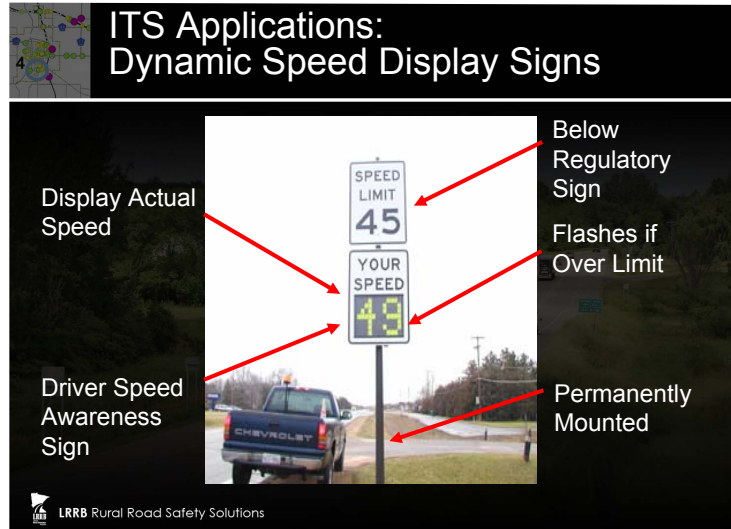 4
ITS Applications:
Dynamic Speed Display Signs
Display Actual
Speed
Driver Speed
Awareness
Sign
SPEED
LIMIT
45
YOUR
SPEED
49
CHEVROLET
Below
Regulatory
Sign
Flashes if
Over Limit
Permanently
Mounted
LRRB Rural Road Safety Solutions